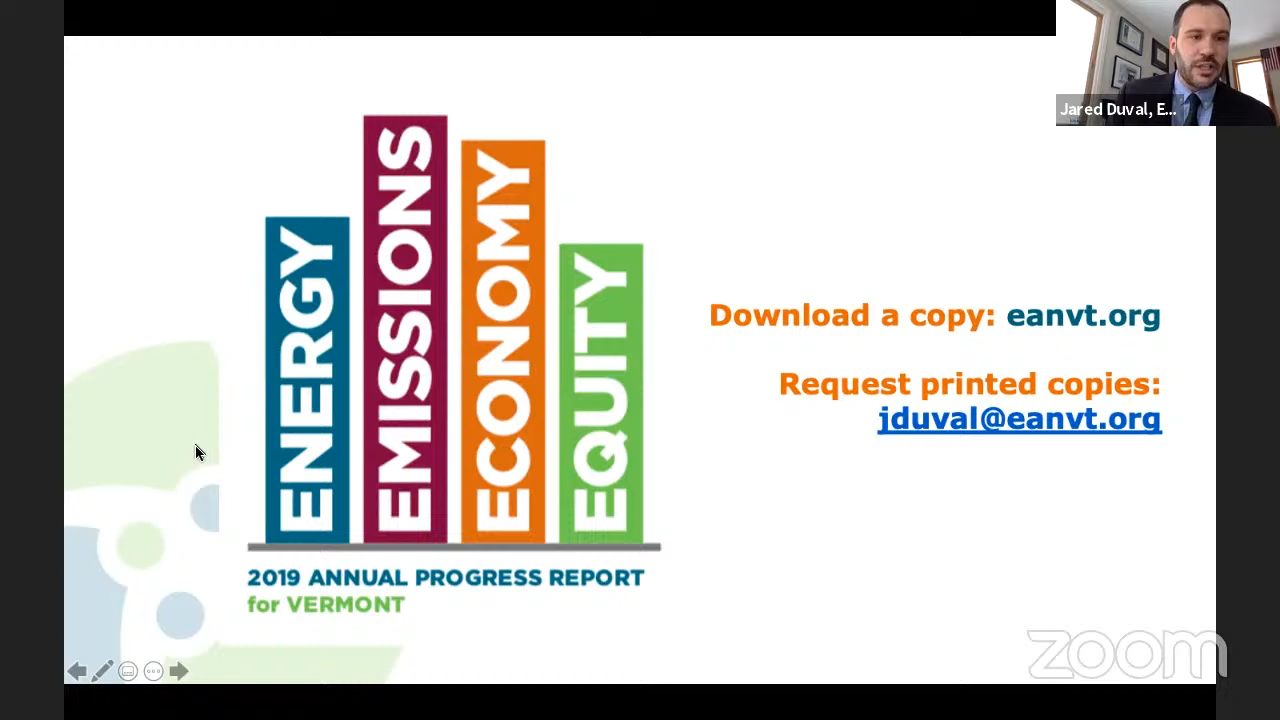 Jared Duval, E...
ENERGY
EMISSIONS
ECONOMY
EQUITY
Download a copy: eanvt.org
Request printed copies:
jduval@eanvt.org
2019 ANNUAL PROGRESS REPORT
for VERMONT
zoom